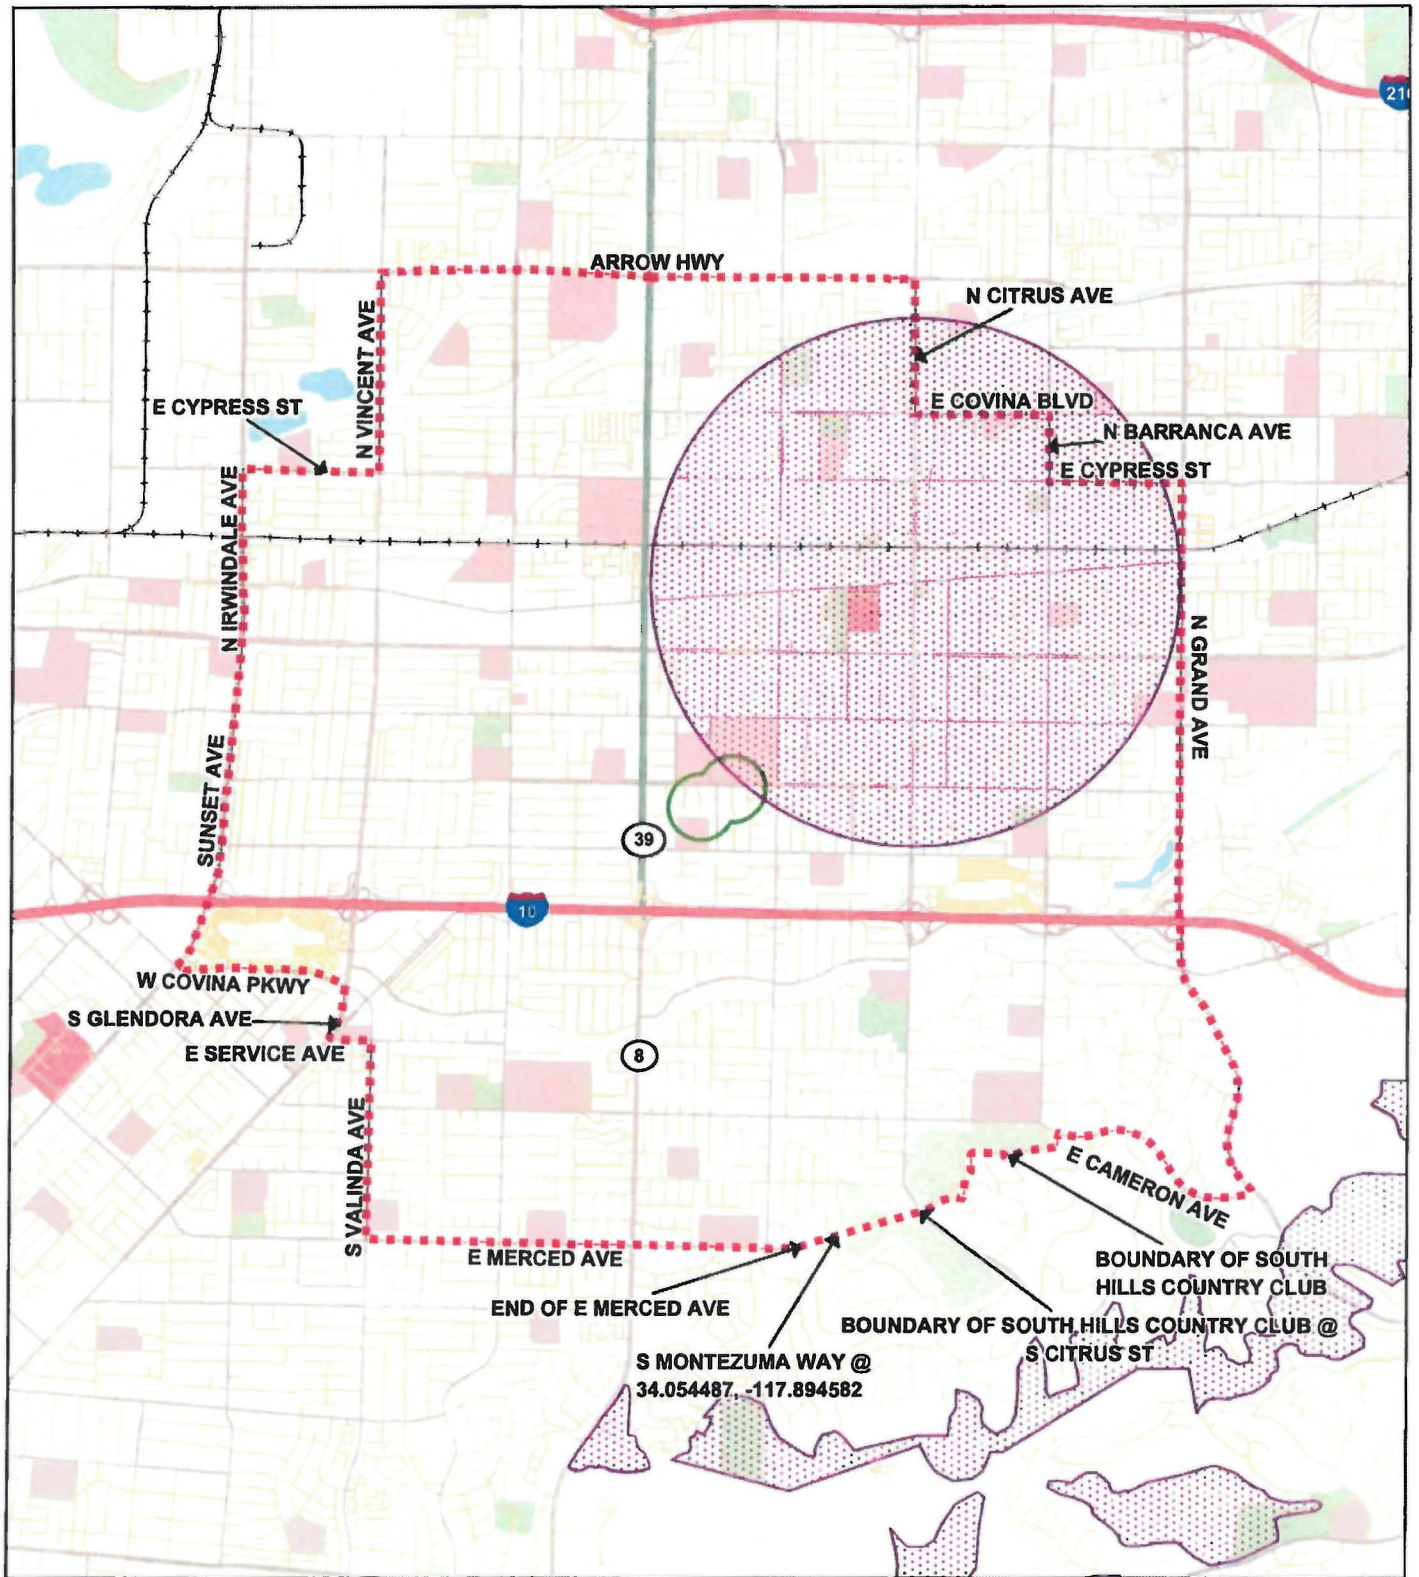 210
ARROW HWY
N CITRUS AVE
N VINCENT AVE
E CYPRESS ST
E COVINA BLVD
N BARRANCA AVE
E CYPRESS ST
N IRWINDALE AVE
N GRAND AVE
SUNSET AVE
39
10
W COVINA PKWY
S GLENDORA AVE
E SERVICE AVE
8
S VALINDA AVE
E CAMERON AVE
E MERCED AVE
BOUNDARY OF SOUTH
HILLS COUNTRY CLUB
END OF E MERCED AVE
BOUNDARY OF SOUTH HILLS COUNTRY CLUB @
S CITRUS ST
S MONTEZUMA WAY @
34.054487, -117.894582